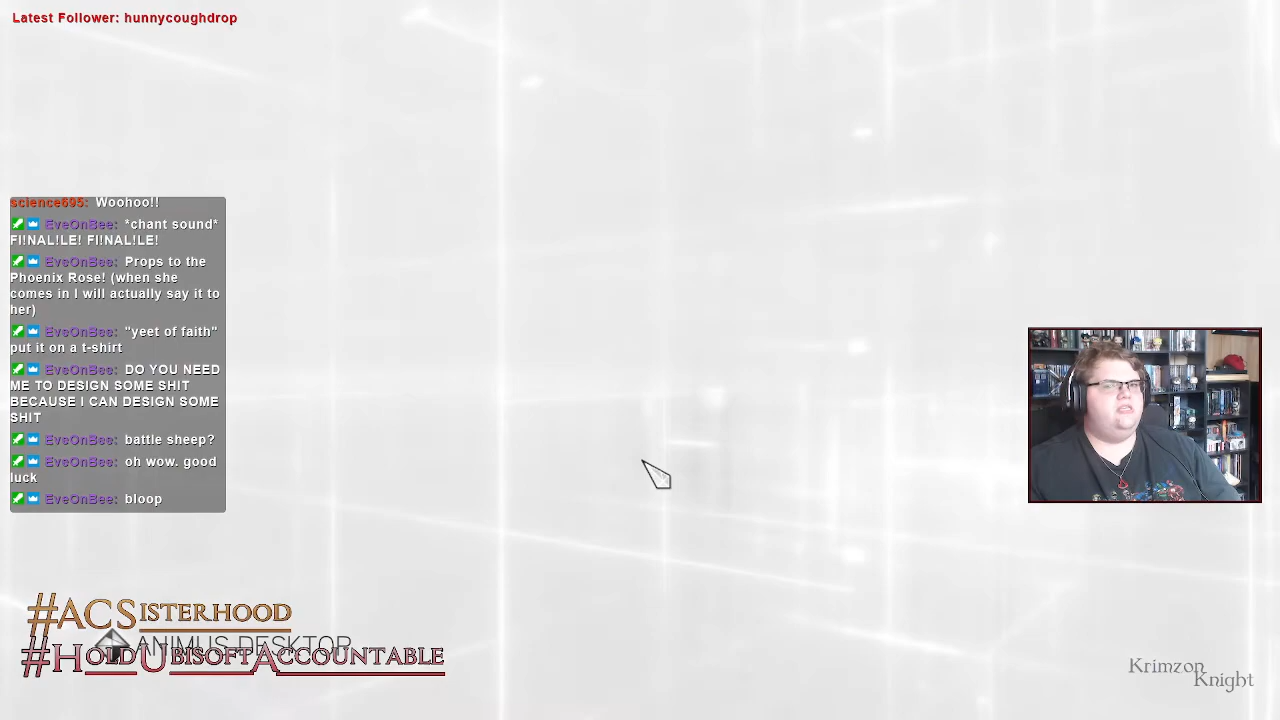 Latest Follower: hunnycoughdrop
science695: Woohoo!!
EveOnBee: *chant sound*
FI!NAL!LE! FI!NAL!LE!
EveOnBee: Props to the
Phoenix Rose! (when she
comes in I will actually say it to
her)
EveOnBee: "yeet of faith"
put it on a t-shirt
EveOnBee: DO YOU NEED
ME TO DESIGN SOME SHIT
BECAUSE I CAN DESIGN SOME
SHIT
EveOnBee: battle sheep?
EveOnBee: oh wow. good
luck
EveOnBee: bloop
#ACSISTERHOOD
ANIMUS DESKTOP
#HOLDUBISOFTACCOUNTABLE
Krimzon
Knight